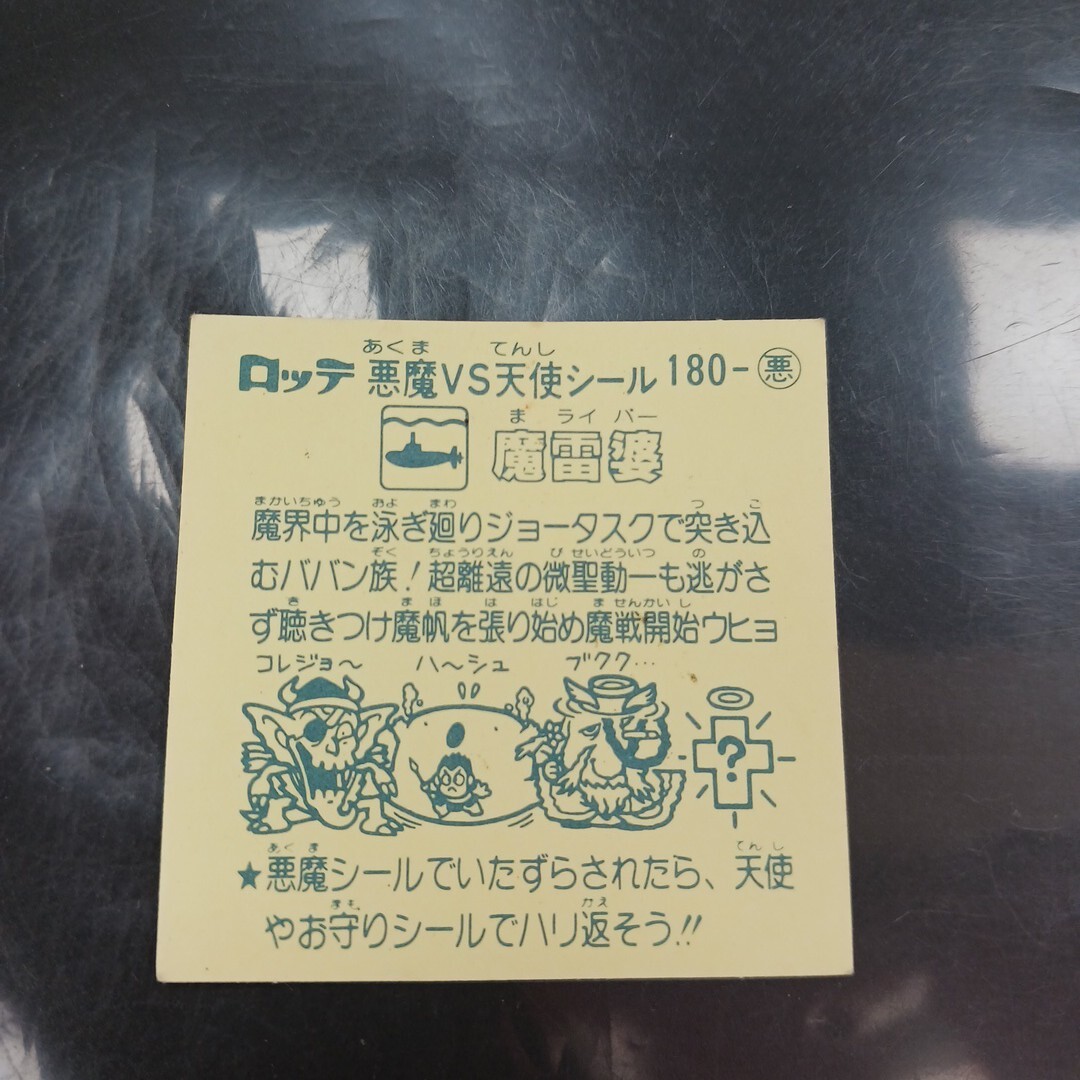 ロッテ 悪魔VS天使シール 180-悪
あくま てんし
ま ライ バー
魔雷婆
まかいちゅう およ まわ つ こ
魔界中を泳ぎ廻りジョータスクで突き込
ぞく ちょうりえん び せいどういつ の
むババン族!超離遠の微聖動一も逃がさ
き まほ は はじ ま せんかいし
ず聴きつけ魔帆を張り始め魔戦開始ウヒョ
コレジョ〜 ハ〜シュ ブクク…
?
あくま てんし
★悪魔シールでいたずらされたら、天使
まも かえ
やお守りシールでハリ返そう!!